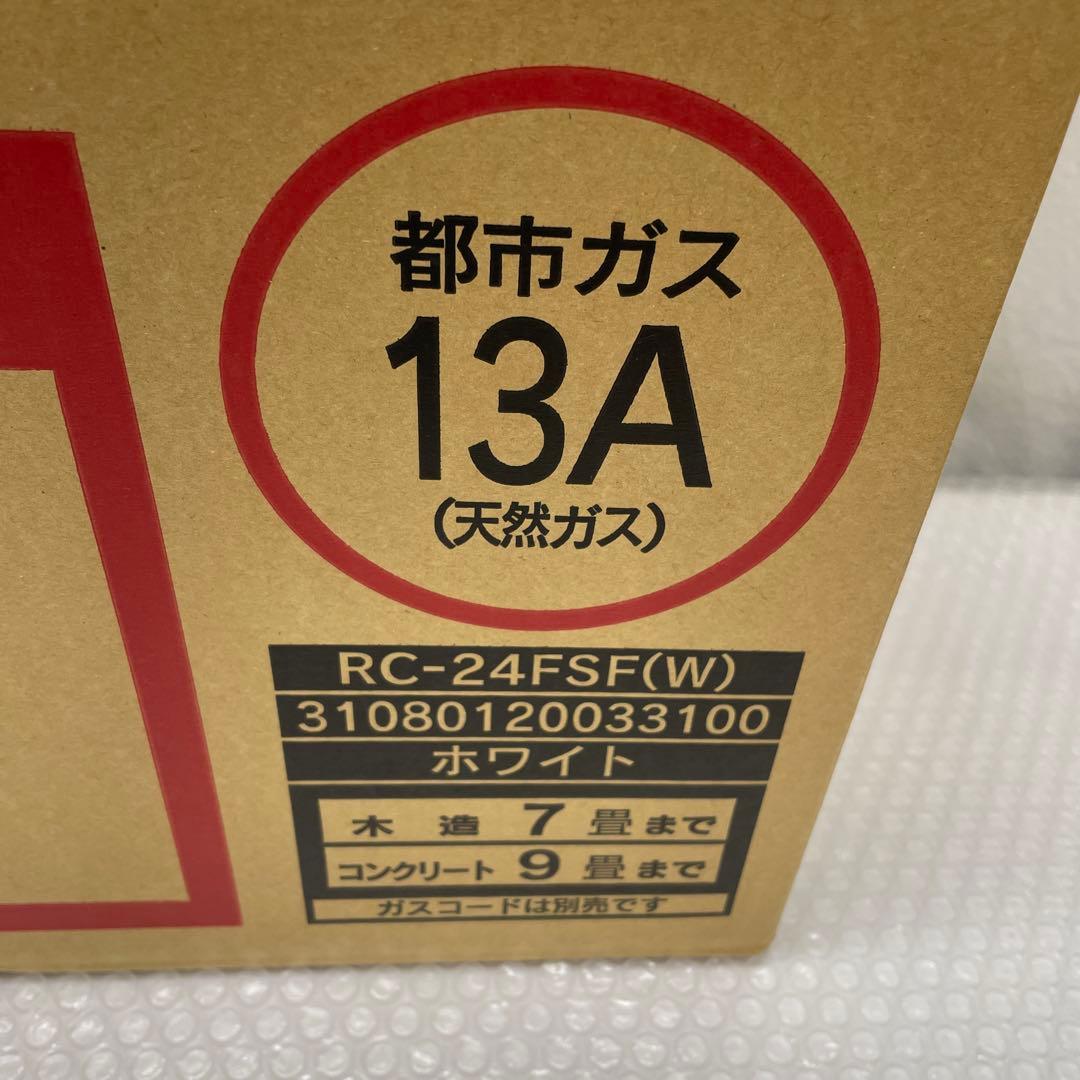 都市ガス
13A
(天然ガス)
RC-24FSF(W)
31080120033100
ホワイト
木造 7 畳まで
コンクリート 9 畳まで
ガスコードは別売です